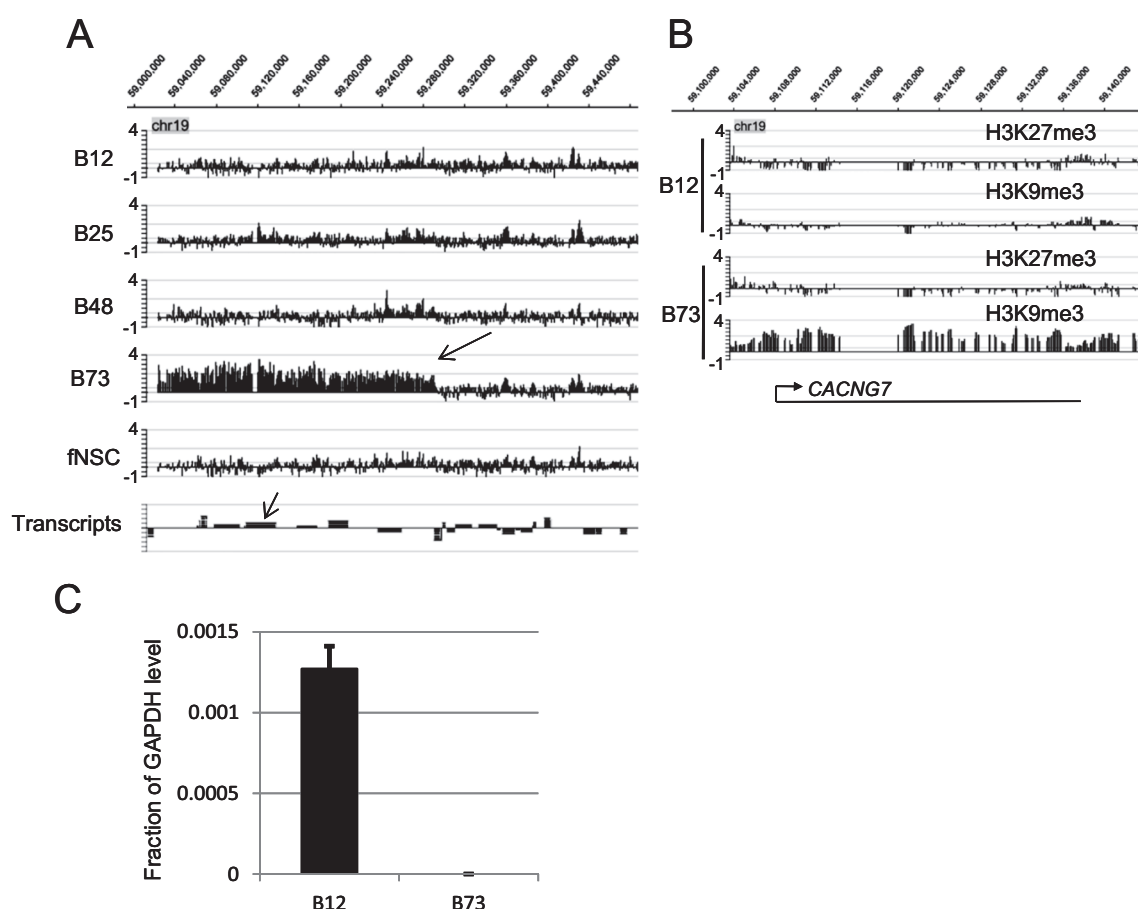 A
59.000.000 59.040.000 59.080.000 59.120.000 59.160.000 59.200.000 59.240.000 59.280.000 59.320.000 59.360.000 59.400.000 59.440.000
chr19
4
B12
-1
4
B25
-1
4
B48
-1
4
B73
-1
4
fNSC
-1
Transcripts
B
59.100.000 59.104.000 59.108.000 59.112.000 59.116.000 59.120.000 59.124.000 59.128.000 59.132.000 59.136.000 59.140.000
chr19
4
H3K27me3
-1
B12
4
H3K9me3
-1
4
H3K27me3
-1
B73
4
H3K9me3
-1
CACNG7
C
Fraction of GAPDH level
0.0015
0.001
0.0005
0
B12 B73